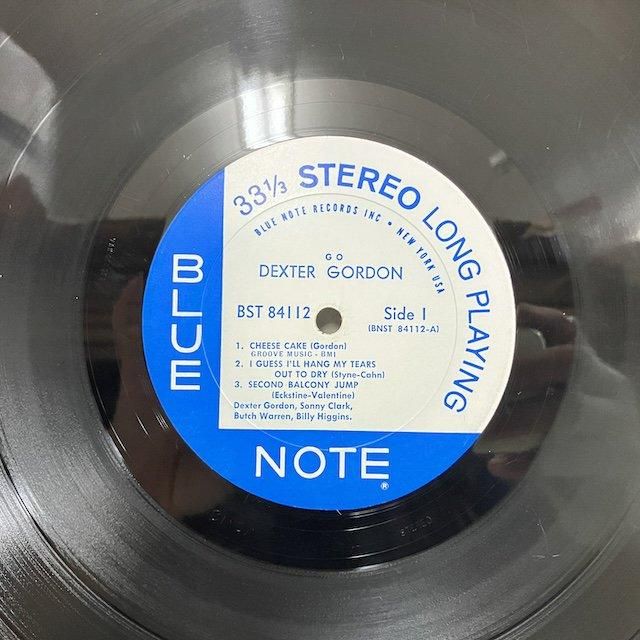 33⅓ STEREO LONG PLAYING
BLUE NOTE RECORDS INC • NEW YORK USA
GO
DEXTER GORDON
BST 84112
Side 1
(BNST 84112-A)
1. CHEESE CAKE (Gordon)
GROOVE MUSIC - BMI
2. I GUESS I'LL HANG MY TEARS
OUT TO DRY (Styne-Cahn)
3. SECOND BALCONY JUMP
(Eckstine-Valentine)
Dexter Gordon, Sonny Clark,
Butch Warren, Billy Higgins.
BLUE
NOTE
®
STEREO